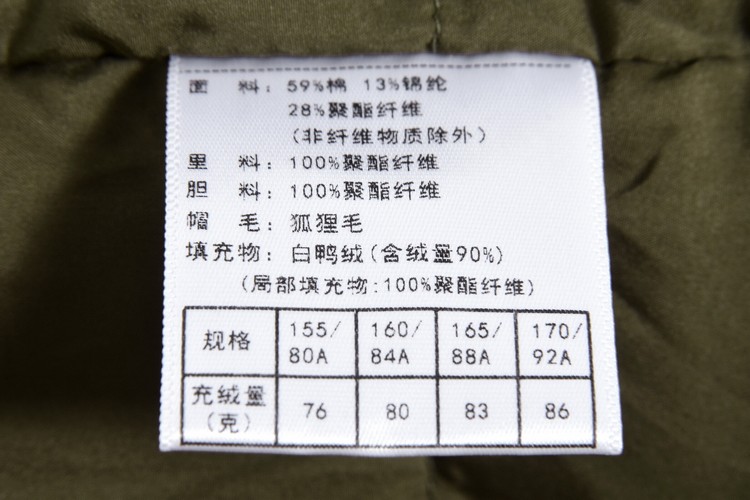 面 料: 59%棉 13%锦纶
28%聚酯纤维
(非纤维物质除外)
里 料: 100%聚酯纤维
胆 料: 100%聚酯纤维
帽 毛: 狐狸毛
填充物: 白鸭绒(含绒量90%)
(局部填充物:100%聚酯纤维)
规格 155/80A 160/84A 165/88A 170/92A
充绒量(克) 76 80 83 86